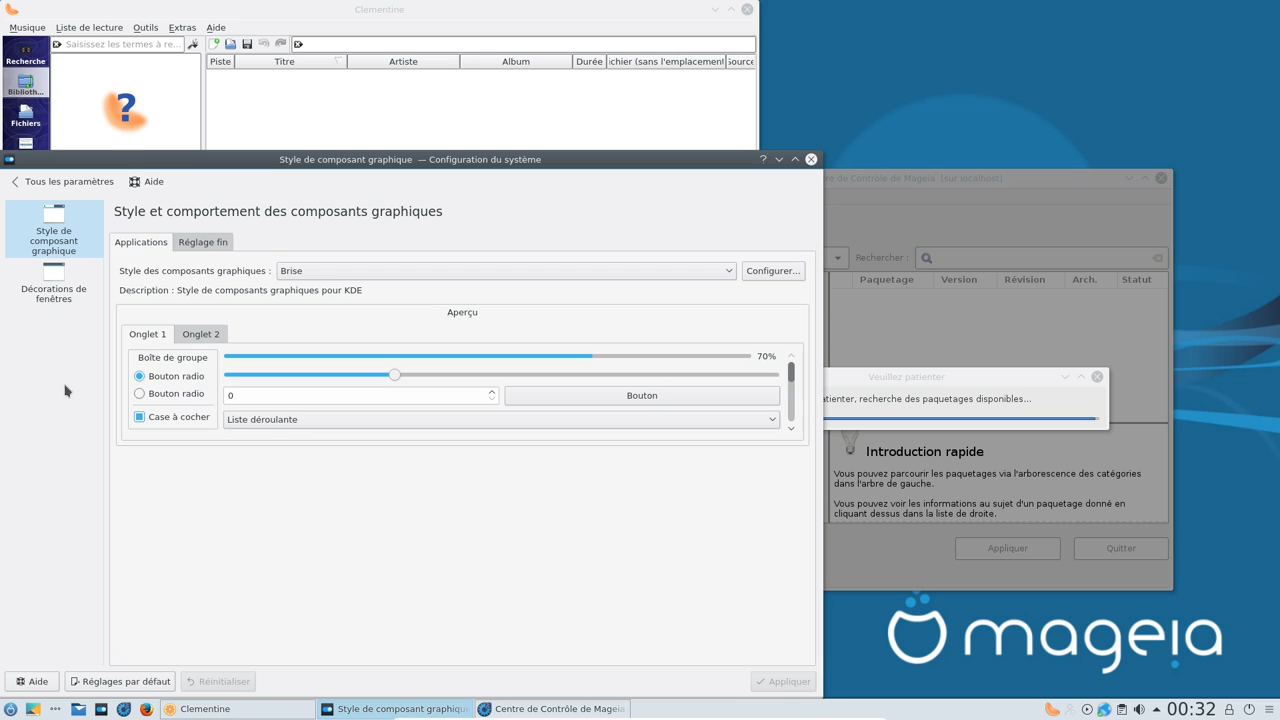 Clementine
Musique Liste de lecture Outils Extras Aide
Saisissez les termes à re...
Recherche
Biblioth...
Fichiers
Piste Titre Artiste Album Durée ichier (sans l'emplacement Source
Style de composant graphique — Configuration du système
Tous les paramètres Aide
Style de composant graphique
Décorations de fenêtres
Style et comportement des composants graphiques
Applications Réglage fin
Style des composants graphiques : Brise Configurer...
Description : Style de composants graphiques pour KDE
Aperçu
Onglet 1 Onglet 2
Boîte de groupe
70%
Bouton radio
Bouton radio
0 Bouton
Case à cocher
Liste déroulante
Aide Réglages par défaut Réinitialiser Appliquer
de Contrôle de Mageia [sur localhost]
Rechercher :
Paquetage Version Révision Arch. Statut
Veuillez patienter
atienter, recherche des paquetages disponibles...
Introduction rapide
Vous pouvez parcourir les paquetages via l'arborescence des catégories
dans l'arbre de gauche.
Vous pouvez voir les informations au sujet d'un paquetage donné en
cliquant dessus dans la liste de droite.
Appliquer Quitter
mageia
Clementine Style de composant graphiqu Centre de Contrôle de Mageia 00:32